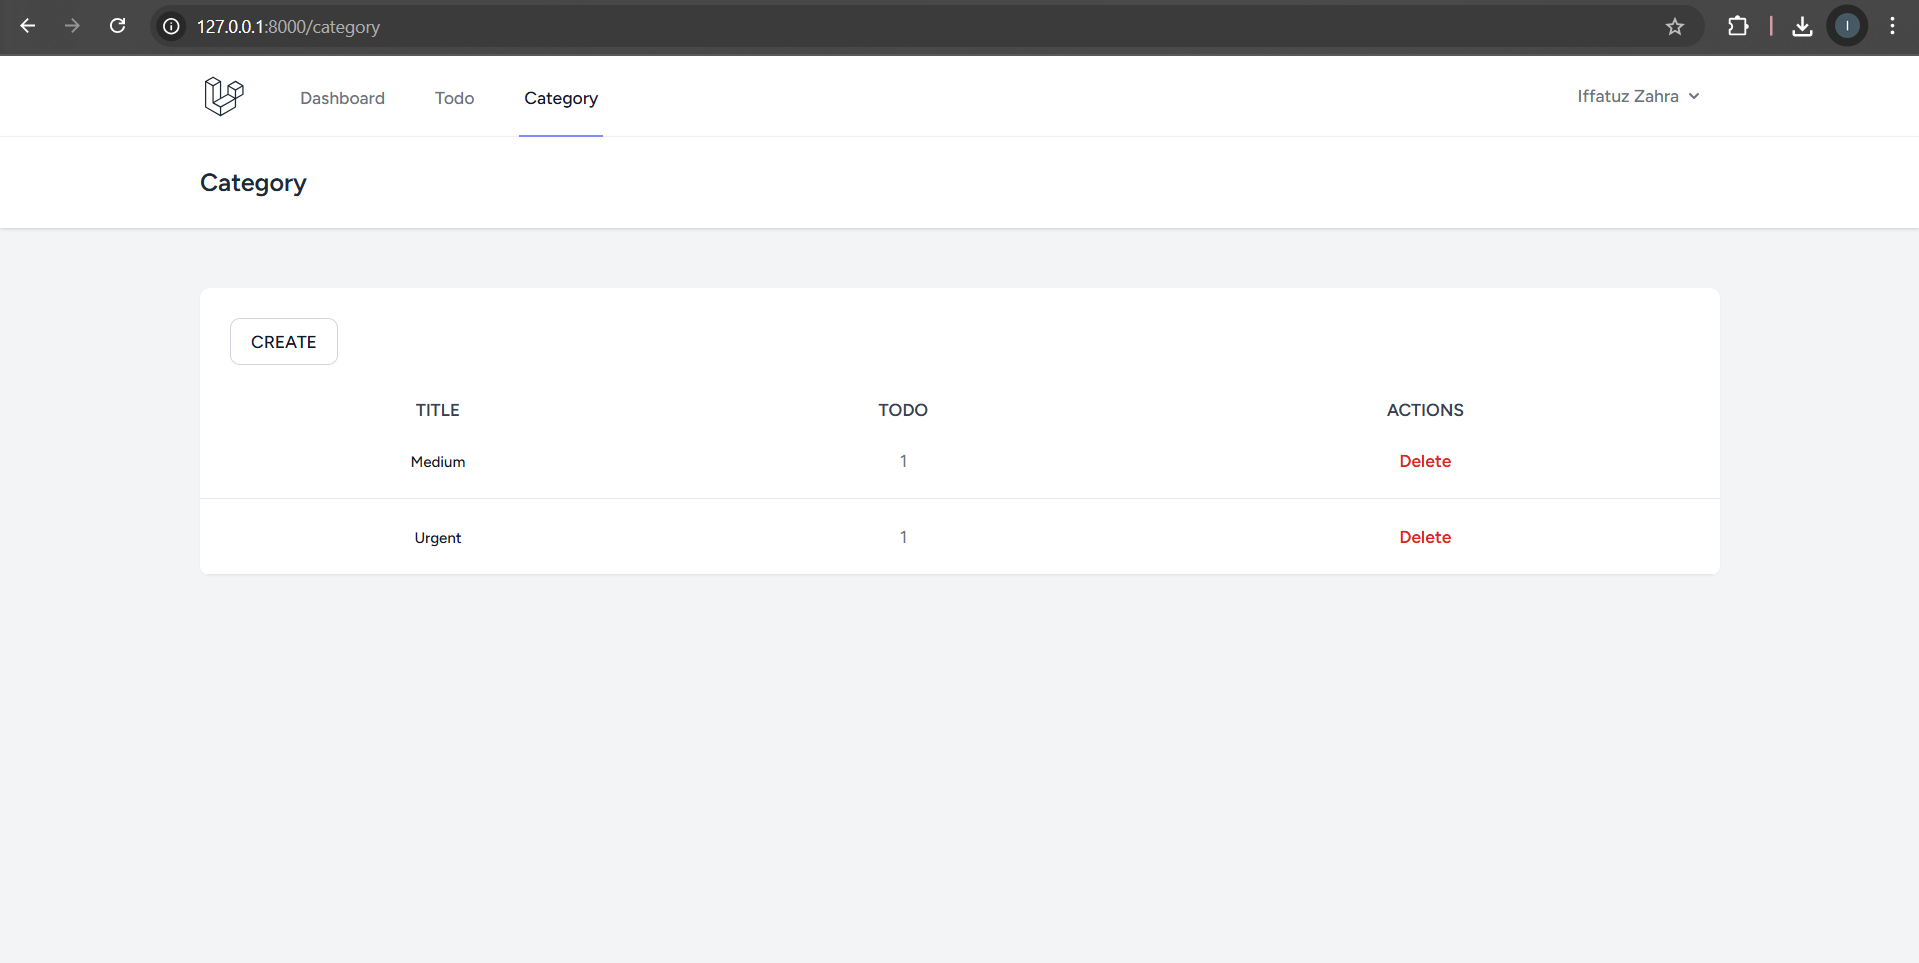 127.0.0.1:8000/category
I
Dashboard Todo Category Iffatuz Zahra
Category
CREATE
TITLE TODO ACTIONS
Medium 1 Delete
Urgent 1 Delete